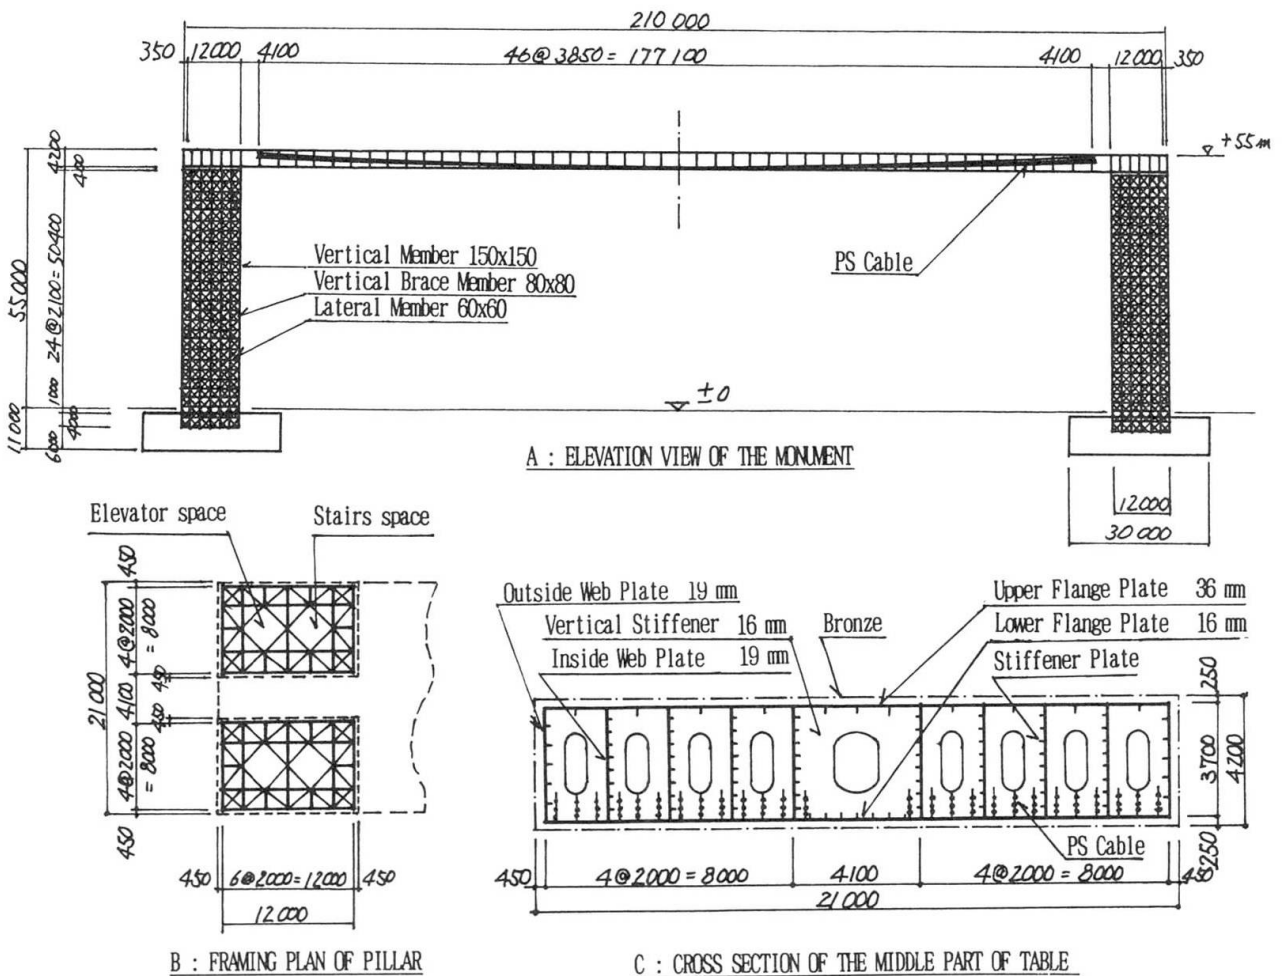 210 000
350 12000 4100 46@3850=177100 4100 12000 350
+55m
4200
400
55000
24@2100=50400
1000
4000
11000
6000
Vertical Member 150x150
Vertical Brace Member 80x80
Lateral Member 60x60
PS Cable
±0
A : ELEVATION VIEW OF THE MONUMENT
12000
30 000
Elevator space
Stairs space
450
4@2000
=8000
450
4100
450
4@2000
=8000
450
21 000
450 6@2000=12000 450
12000
B : FRAMING PLAN OF PILLAR
Outside Web Plate 19 mm
Vertical Stiffener 16 mm
Inside Web Plate 19 mm
Bronze
Upper Flange Plate 36 mm
Lower Flange Plate 16 mm
Stiffener Plate
250
3700
4200
250
PS Cable
450 4@2000=8000 4100 4@2000=8000 450
21000
C : CROSS SECTION OF THE MIDDLE PART OF TABLE